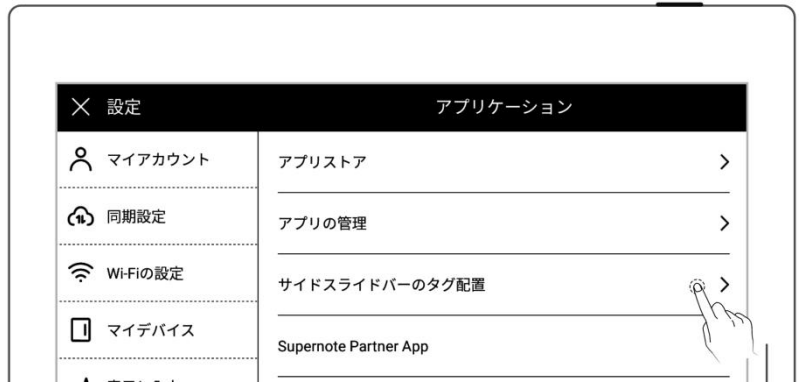 設定
アプリケーション
マイアカウント
同期設定
Wi-Fiの設定
マイデバイス
アプリストア
アプリの管理
サイドスライドバーのタグ配置
Supernote Partner App